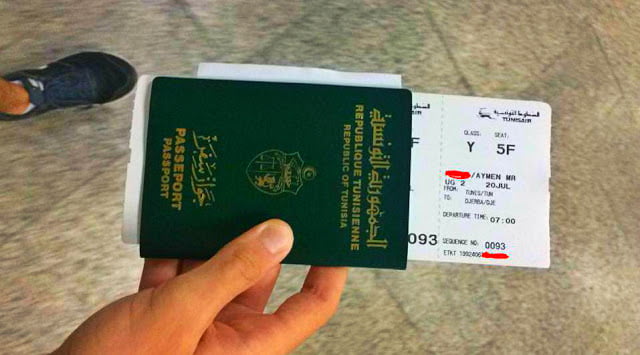 الجمهورية التونسية
REPUBLIQUE TUNISIENNE
REPUBLIC OF TUNISIA
جواز سفر
PASSEPORT
PASSPORT
F
093
الخطوط التونسية
TUNISAIR
CLASS: SEAT:
Y 5F
/AYMEN MR
UG 2 20JUL
FROM: TUNIS/TUN
TO: DJERBA/DJE
DEPARTURE TIME: 07:00
SEQUENCE NO: 0093
ETKT